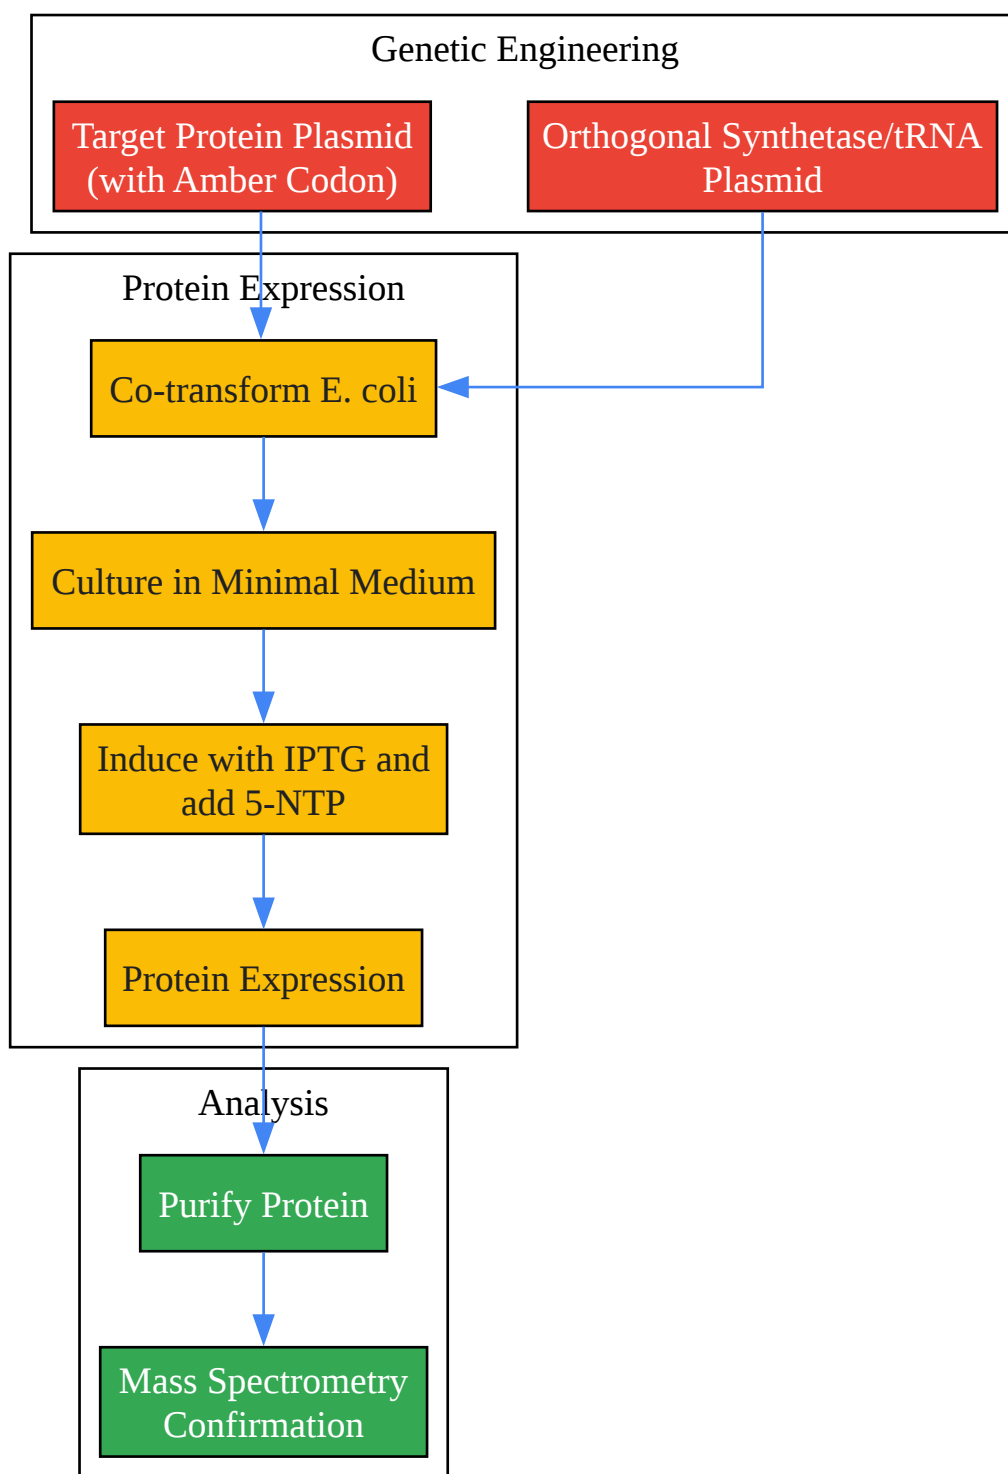 Genetic Engineering
Target Protein Plasmid
(with Amber Codon)
Orthogonal Synthetase/tRNA
Plasmid
Protein Expression
Co-transform E. coli
Culture in Minimal Medium
Induce with IPTG and
add 5-NTP
Protein Expression
Analysis
Purify Protein
Mass Spectrometry
Confirmation